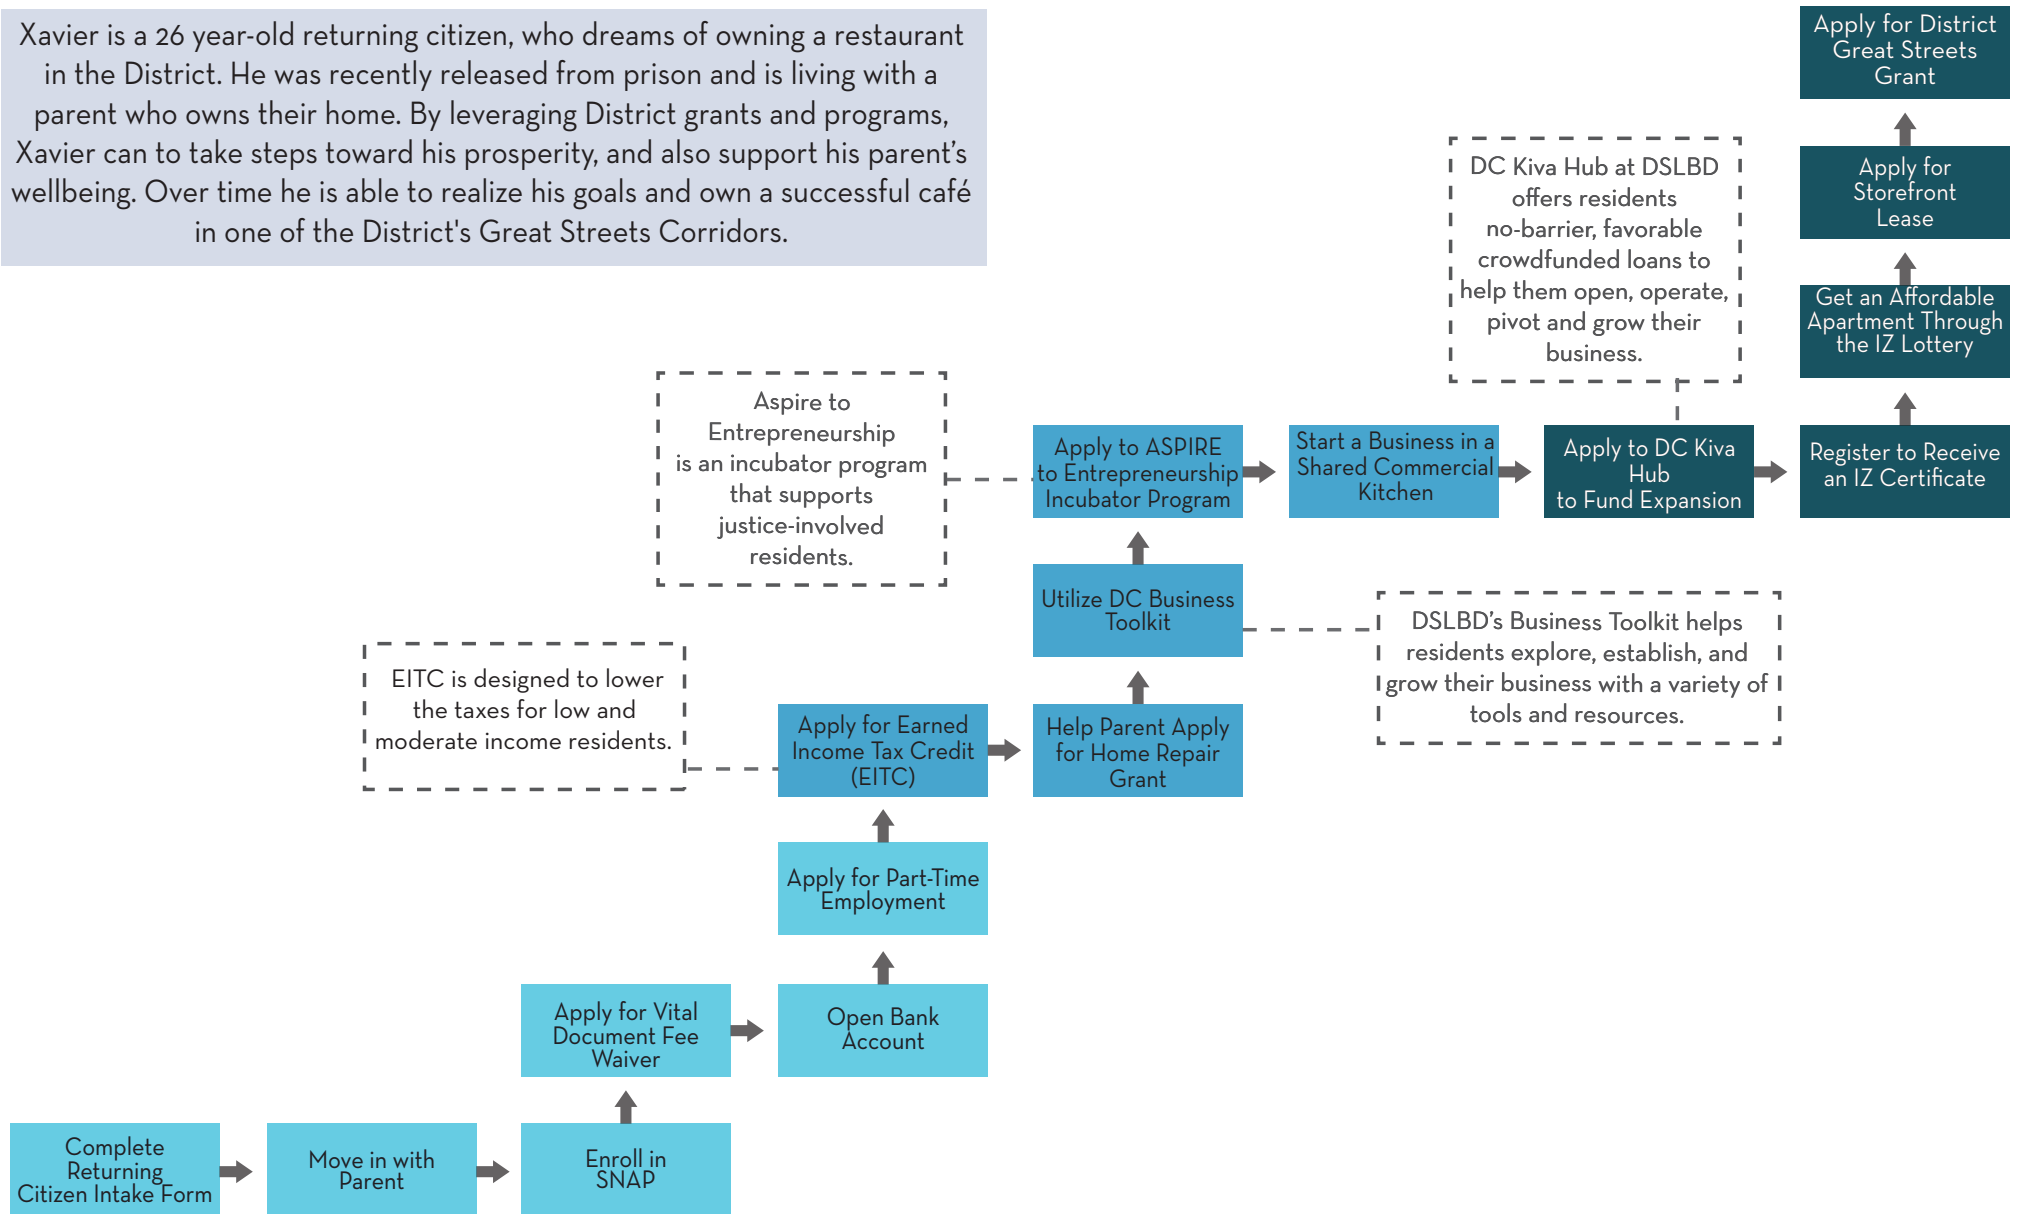 Xavier is a 26 year-old returning citizen, who dreams of owning a restaurant
in the District. He was recently released from prison and is living with a
parent who owns their home. By leveraging District grants and programs,
Xavier can to take steps toward his prosperity, and also support his parent's
wellbeing. Over time he is able to realize his goals and own a successful café
in one of the District's Great Streets Corridors.
Apply for District
Great Streets
Grant
Apply for
Storefront
Lease
Get an Affordable
Apartment Through
the IZ Lottery
DC Kiva Hub at DSLBD
offers residents
no-barrier, favorable
crowdfunded loans to
help them open, operate,
pivot and grow their
business.
Aspire to
Entrepreneurship
is an incubator program
that supports
justice-involved
residents.
Apply to ASPIRE
to Entrepreneurship
Incubator Program
Start a Business in a
Shared Commercial
Kitchen
Apply to DC Kiva
Hub
to Fund Expansion
Register to Receive
an IZ Certificate
Utilize DC Business
Toolkit
DSLBD's Business Toolkit helps
residents explore, establish, and
grow their business with a variety of
tools and resources.
EITC is designed to lower
the taxes for low and
moderate income residents.
Apply for Earned
Income Tax Credit
(EITC)
Help Parent Apply
for Home Repair
Grant
Apply for Part-Time
Employment
Apply for Vital
Document Fee
Waiver
Open Bank
Account
Complete
Returning
Citizen Intake Form
Move in with
Parent
Enroll in
SNAP